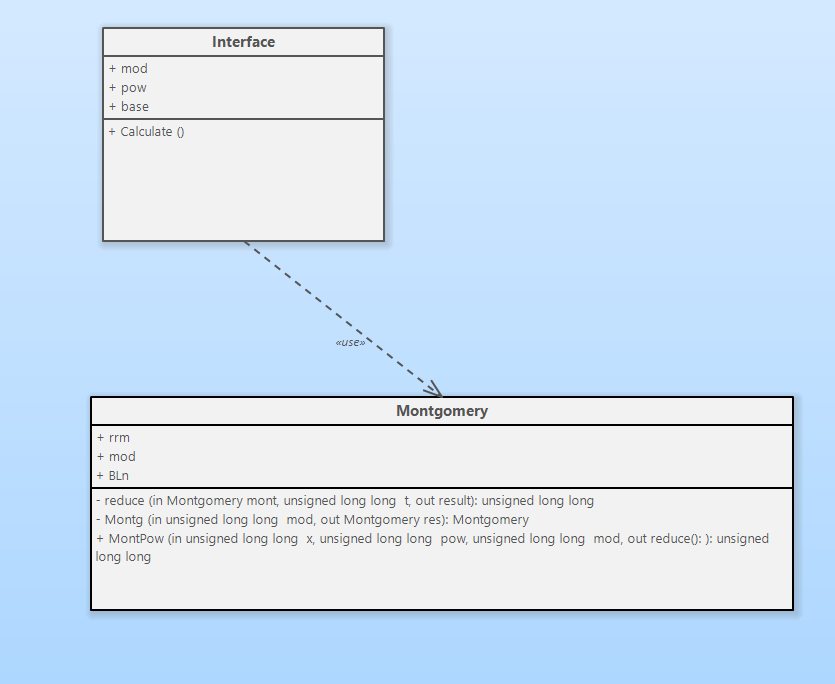 Interface
+ mod
+ pow
+ base
+ Calculate ()
«use»
Montgomery
+ rrm
+ mod
+ BLn
- reduce (in Montgomery mont, unsigned long long  t, out result): unsigned long long
- Montg (in unsigned long long  mod, out Montgomery res): Montgomery
+ MontPow (in unsigned long long  x, unsigned long long  pow, unsigned long long  mod, out reduce(): ): unsigned
long long